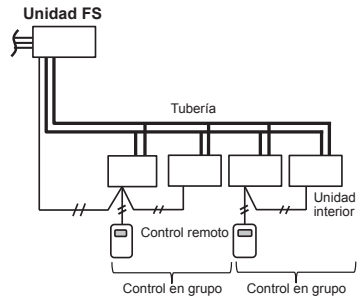 Unidad FS
Tubería
Unidad
interior
Control remoto
Control en grupo
Control en grupo